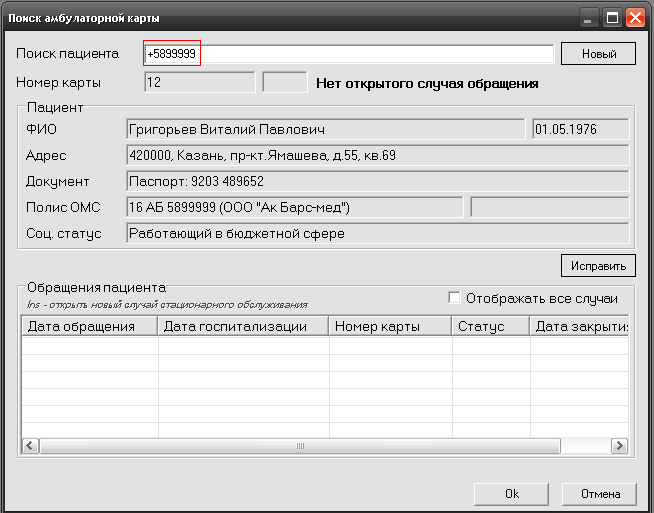 Поиск амбулаторной карты
Поиск пациента +5899999 Новый
Номер карты 12 Нет открытого случая обращения
Пациент
ФИО Григорьев Виталий Павлович 01.05.1976
Адрес 420000, Казань, пр-кт.Ямашева, д.55, кв.69
Документ Паспорт: 9203 489652
Полис ОМС 16 АБ 5899999 (ООО "Ак Барс-мед")
Соц. статус Работающий в бюджетной сфере
Исправить
Обращения пациента
Ins - открыть новый случай стационарного обслуживания Отображать все случаи
Дата обращения Дата госпитализации Номер карты Статус Дата закрытия
Ok Отмена